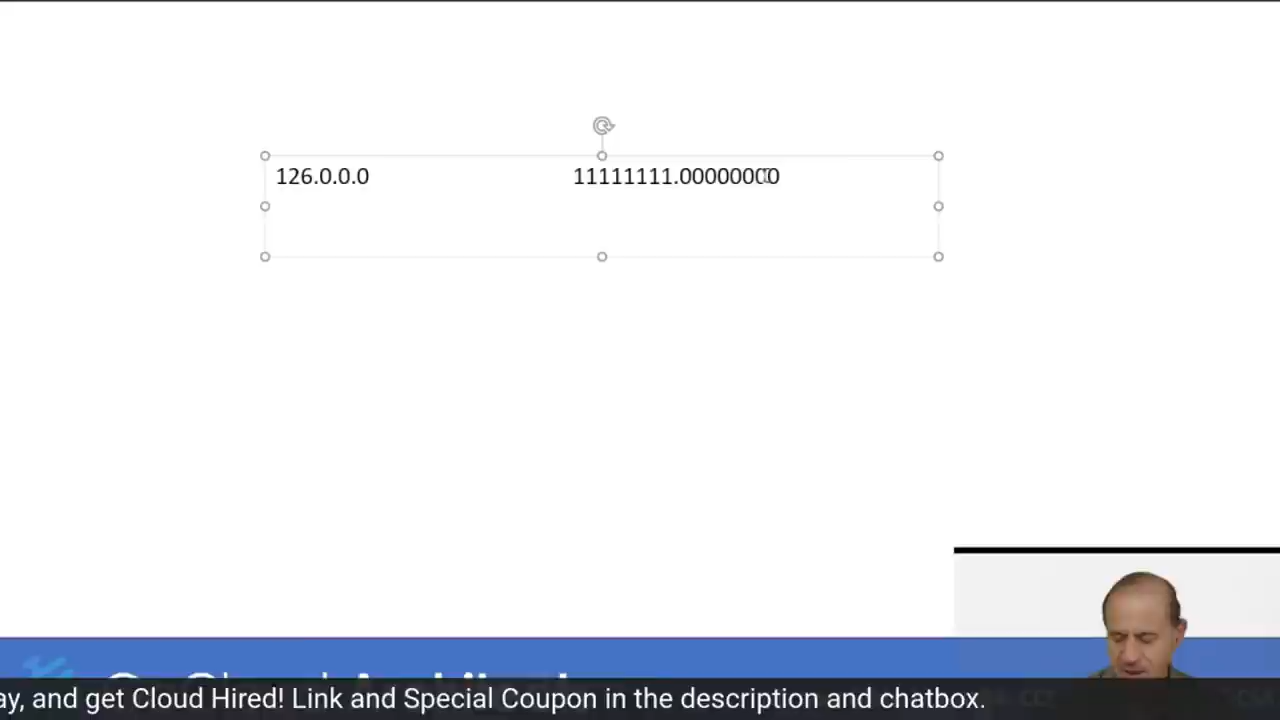 126.0.0.0 11111111.00000000
ay, and get Cloud Hired! Link and Special Coupon in the description and chatbox.